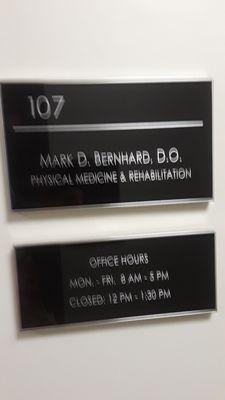 107
MARK D. BERNHARD, D.O.
PHYSICAL MEDICINE & REHABILITATION
OFFICE HOURS
MON. - FRI. 8 AM - 5 PM
CLOSED: 12 PM - 1:30 PM